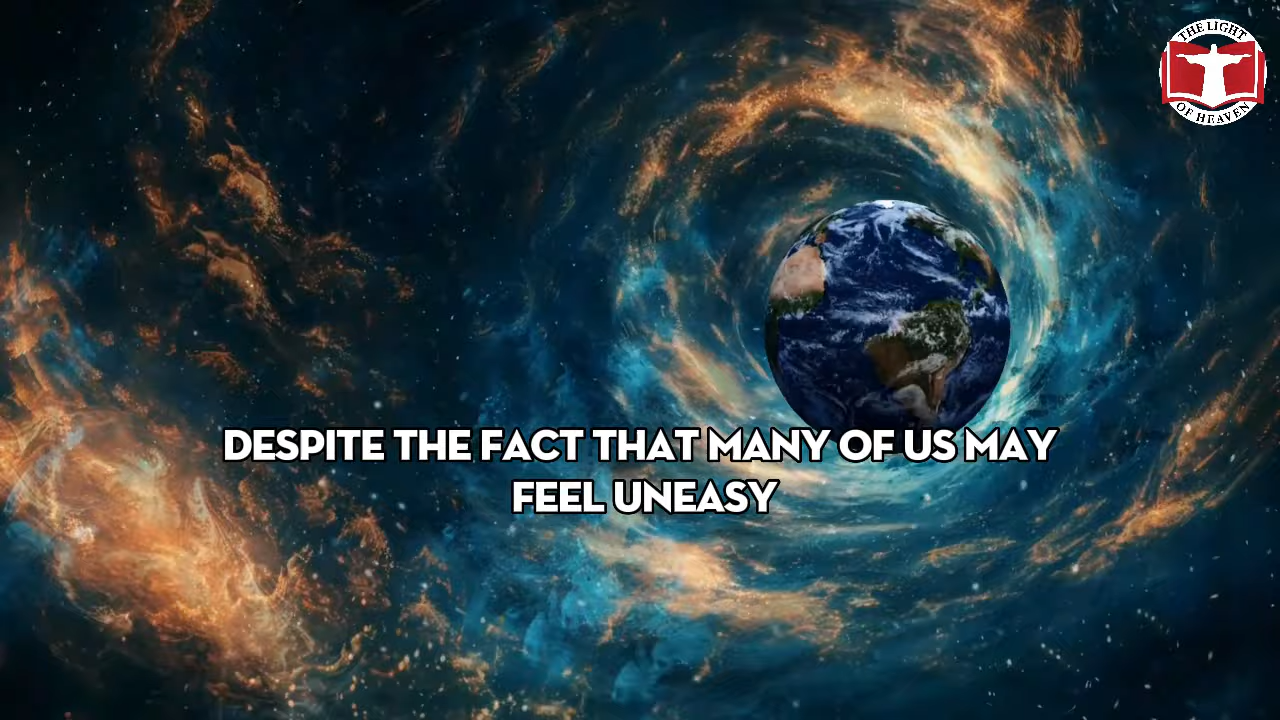 THE LIGHT
OF HEAVEN
DESPITE THE FACT THAT MANY OF US MAY
FEEL UNEASY